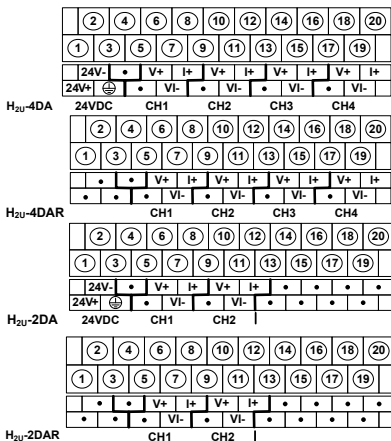 2 4 6 8 10 12 14 16 18 20
1 3 5 7 9 11 13 15 17 19
24V- • V+ I+ V+ I+ V+ I+ V+ I+
24V+ • VI- • VI- • VI- • VI-
H2U-4DA 24VDC CH1 CH2 CH3 CH4
2 4 6 8 10 12 14 16 18 20
1 3 5 7 9 11 13 15 17 19
• • V+ I+ V+ I+ V+ I+ V+ I+
• • • VI- • VI- • VI- • VI-
H2U-4DAR CH1 CH2 CH3 CH4
2 4 6 8 10 12 14 16 18 20
1 3 5 7 9 11 13 15 17 19
24V- • V+ I+ V+ I+ • • • •
24V+ • VI- • VI- • • • •
H2U-2DA 24VDC CH1 CH2
2 4 6 8 10 12 14 16 18 20
1 3 5 7 9 11 13 15 17 19
• • V+ I+ V+ I+ • • • •
• • • VI- • VI- • • • •
H2U-2DAR CH1 CH2